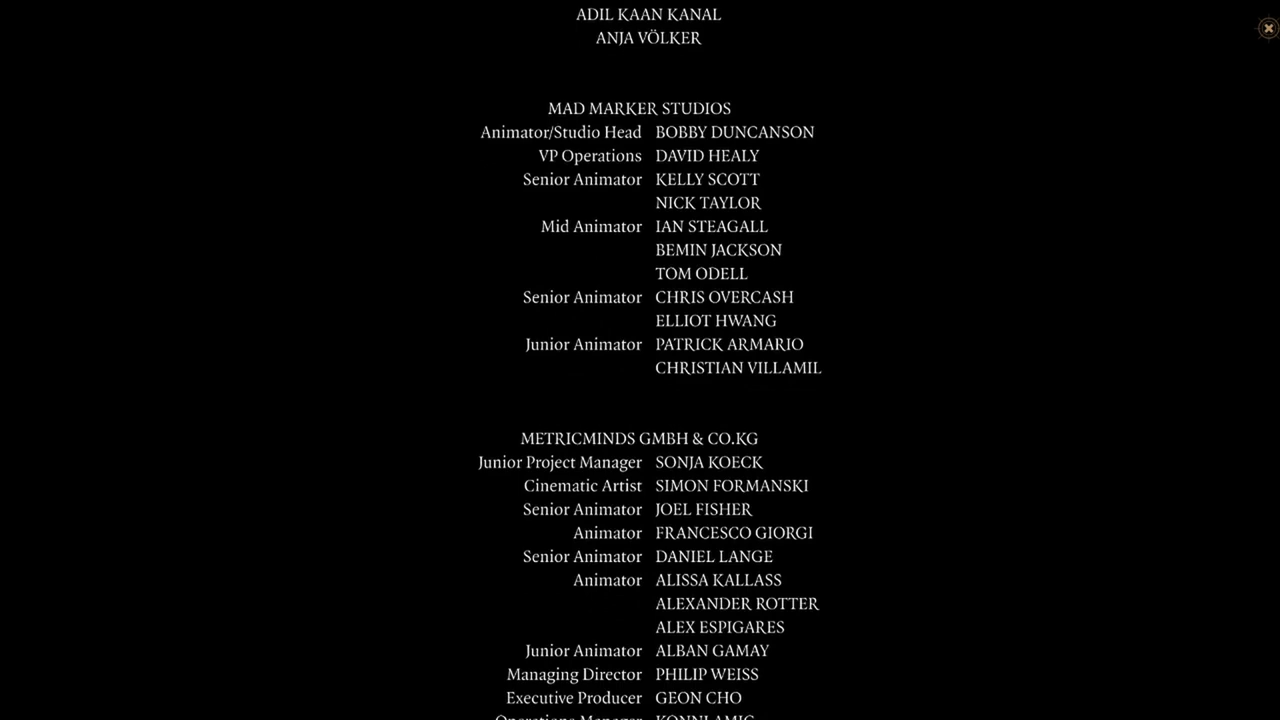 ADIL KAAN KANAL
ANJA VÖLKER
MAD MARKER STUDIOS
Animator/Studio Head BOBBY DUNCANSON
VP Operations DAVID HEALY
Senior Animator KELLY SCOTT
NICK TAYLOR
Mid Animator IAN STEAGALL
BEMIN JACKSON
TOM ODELL
Senior Animator CHRIS OVERCASH
ELLIOT HWANG
Junior Animator PATRICK ARMARIO
CHRISTIAN VILLAMIL
METRICMINDS GMBH & CO.KG
Junior Project Manager SONJA KOECK
Cinematic Artist SIMON FORMANSKI
Senior Animator JOEL FISHER
Animator FRANCESCO GIORGI
Senior Animator DANIEL LANGE
Animator ALISSA KALLASS
ALEXANDER ROTTER
ALEX ESPIGARES
Junior Animator ALBAN GAMAY
Managing Director PHILIP WEISS
Executive Producer GEON CHO
Operations Manager KONNI AMIG